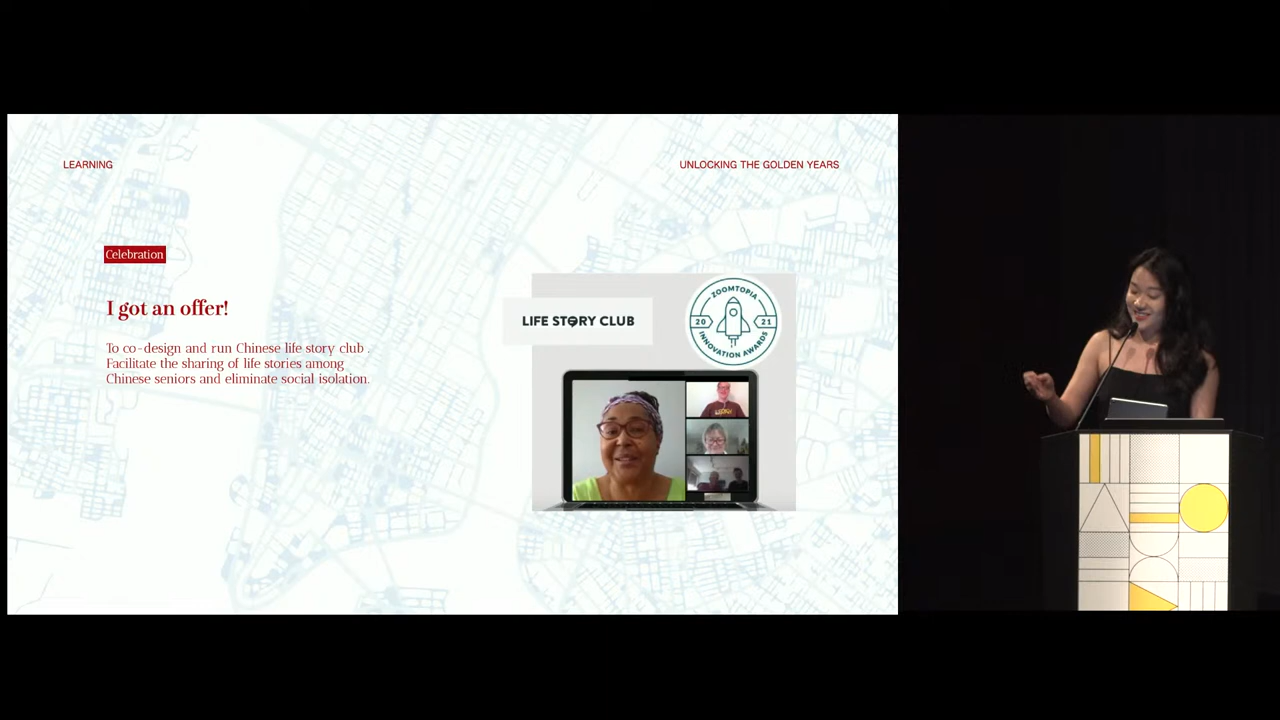 LEARNING
UNLOCKING THE GOLDEN YEARS
Celebration
I got an offer!
To co-design and run Chinese life story club .
Facilitate the sharing of life stories among
Chinese seniors and eliminate social isolation.
LIFE STORY CLUB
ZOOMTOPIA
20 21
INNOVATION AWARDS